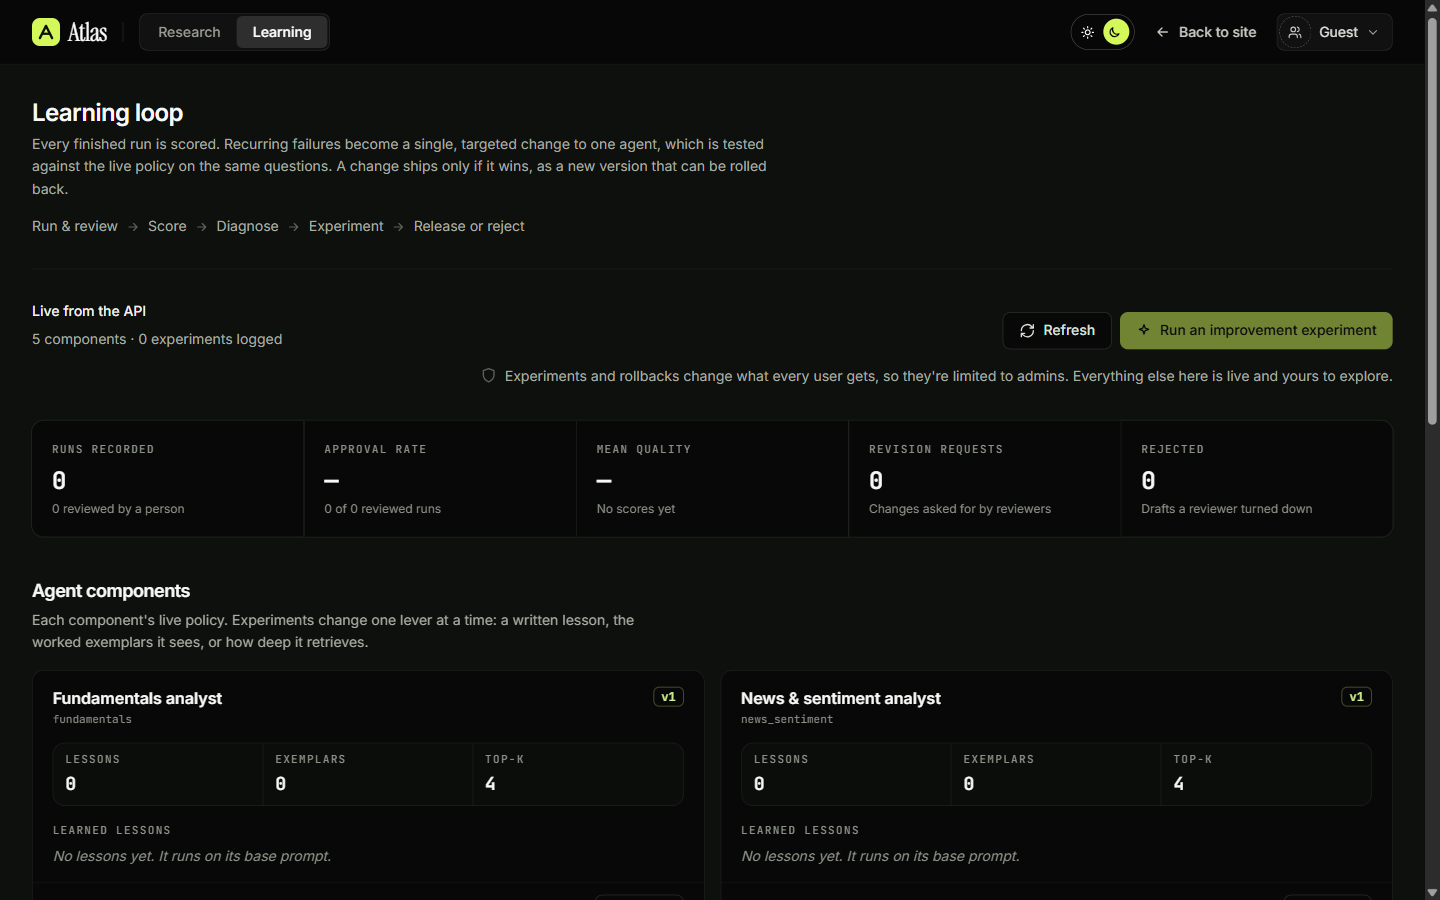 Atlas
Research
Learning
Back to site
Guest
Learning loop
Every finished run is scored. Recurring failures become a single, targeted change to one agent, which is tested
against the live policy on the same questions. A change ships only if it wins, as a new version that can be rolled
back.
Run & review → Score → Diagnose → Experiment → Release or reject
Live from the API
5 components · 0 experiments logged
Refresh
Run an improvement experiment
Experiments and rollbacks change what every user gets, so they're limited to admins. Everything else here is live and yours to explore.
RUNS RECORDED
0
0 reviewed by a person
APPROVAL RATE
—
0 of 0 reviewed runs
MEAN QUALITY
—
No scores yet
REVISION REQUESTS
0
Changes asked for by reviewers
REJECTED
0
Drafts a reviewer turned down
Agent components
Each component's live policy. Experiments change one lever at a time: a written lesson, the
worked exemplars it sees, or how deep it retrieves.
Fundamentals analyst
v1
fundamentals
LESSONS
0
EXEMPLARS
0
TOP-K
4
LEARNED LESSONS
No lessons yet. It runs on its base prompt.
News & sentiment analyst
v1
news_sentiment
LESSONS
0
EXEMPLARS
0
TOP-K
4
LEARNED LESSONS
No lessons yet. It runs on its base prompt.